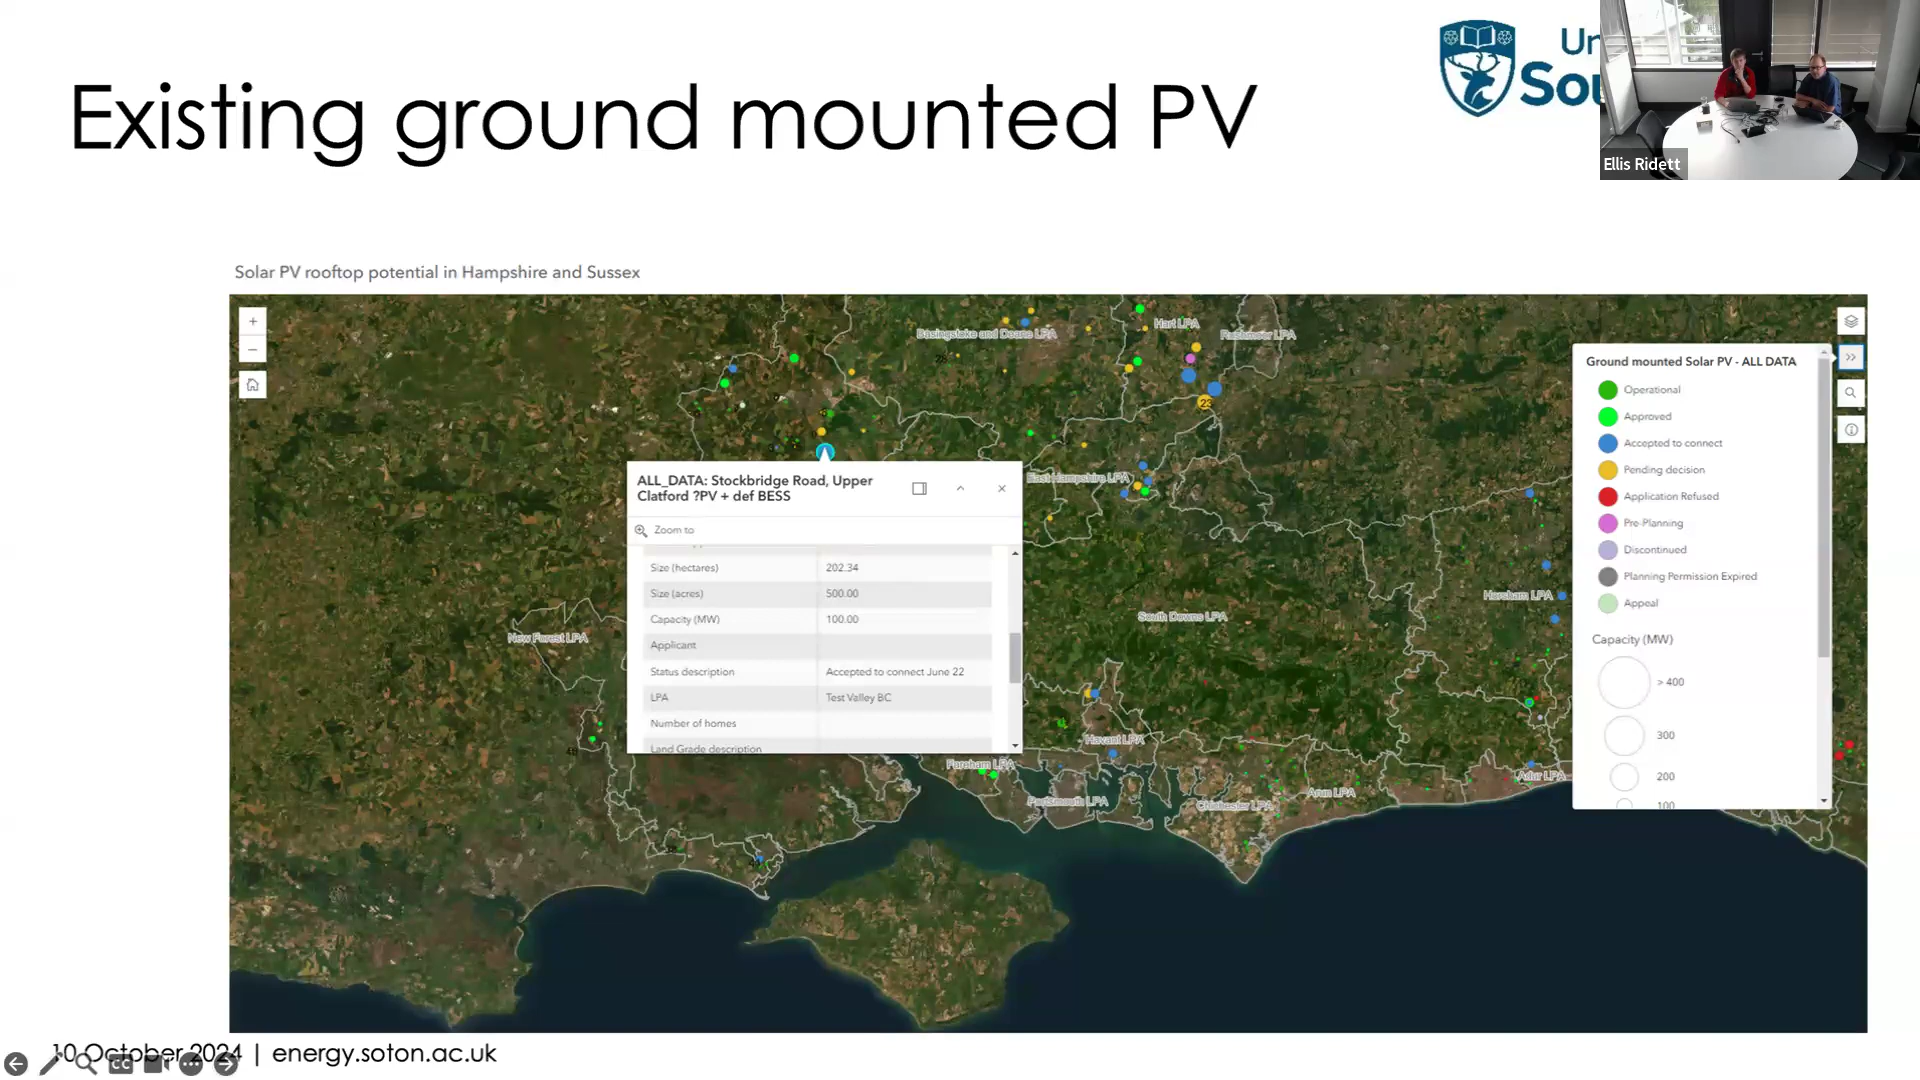 Existing ground mounted PV
Un
Sou
Ellis Ridett
Solar PV rooftop potential in Hampshire and Sussex
Basingstoke and Deane LPA
Hart LPA
Rushmoor LPA
23
East Hampshire LPA
South Downs LPA
Horsham LPA
New Forest LPA
Havant LPA
Fareham LPA
Portsmouth LPA
Chichester LPA
Arun LPA
Adur LPA
ALL_DATA: Stockbridge Road, Upper
Clatford ?PV + def BESS
Zoom to
Size (hectares) 202.34
Size (acres) 500.00
Capacity (MW) 100.00
Applicant
Status description Accepted to connect June 22
LPA Test Valley BC
Number of homes
Land Grade description
Ground mounted Solar PV - ALL DATA
Operational
Approved
Accepted to connect
Pending decision
Application Refused
Pre-Planning
Discontinued
Planning Permission Expired
Appeal
Capacity (MW)
> 400
300
200
100
10 October 2024 | energy.soton.ac.uk
CC